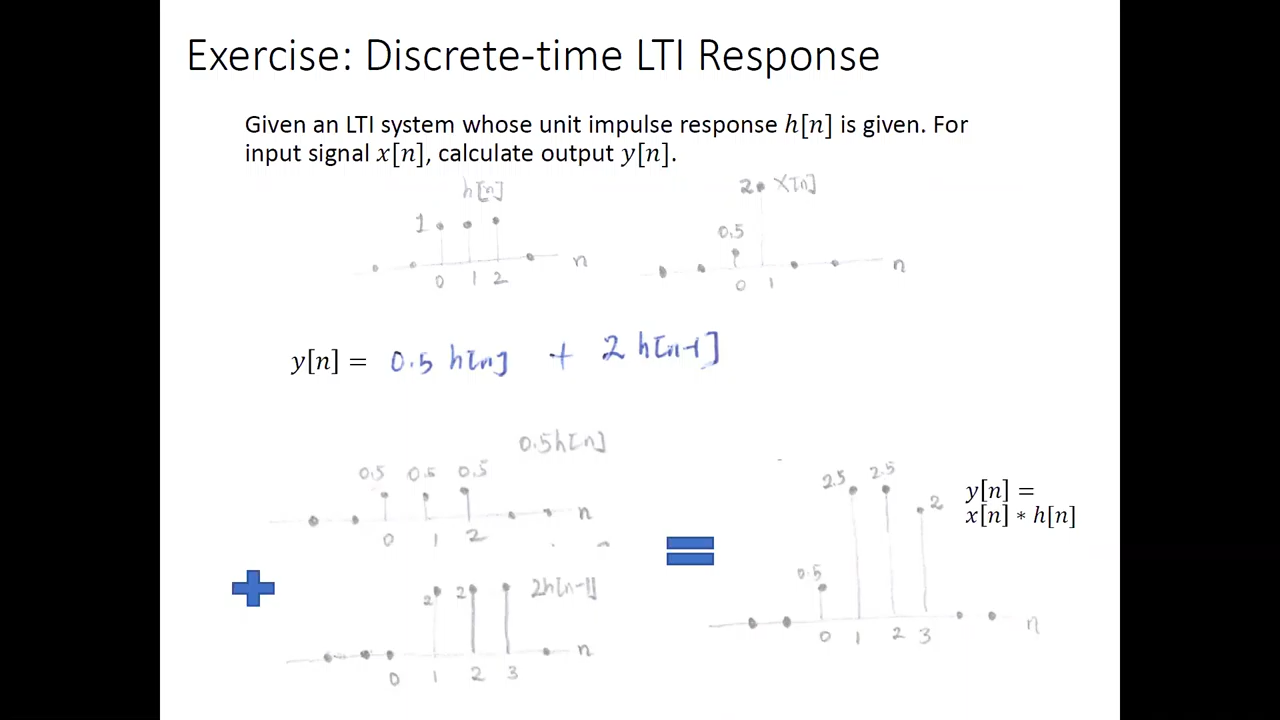 Exercise: Discrete-time LTI Response
Given an LTI system whose unit impulse response h[n] is given. For
input signal x[n], calculate output y[n].
h[n]
1
n
0 1 2
2 x[n]
0.5
n
0 1
y[n] = 0.5 h[n] + 2 h[n-1]
0.5h[n]
0.5 0.5 0.5
n
0 1 2
2h[n-1]
2 2
n
0 1 2 3
2.5 2.5
2
0.5
n
0 1 2 3
y[n] =
x[n] ∗ h[n]